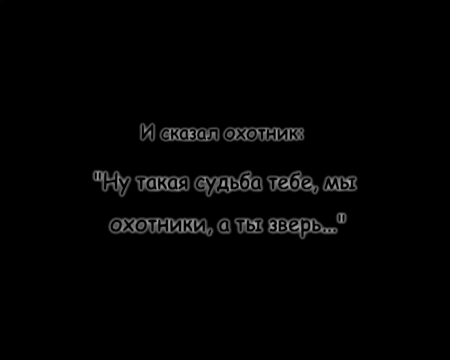 И сказал охотник:
"Ну такая судьба тебе, мы
охотники, а ты зверь..."